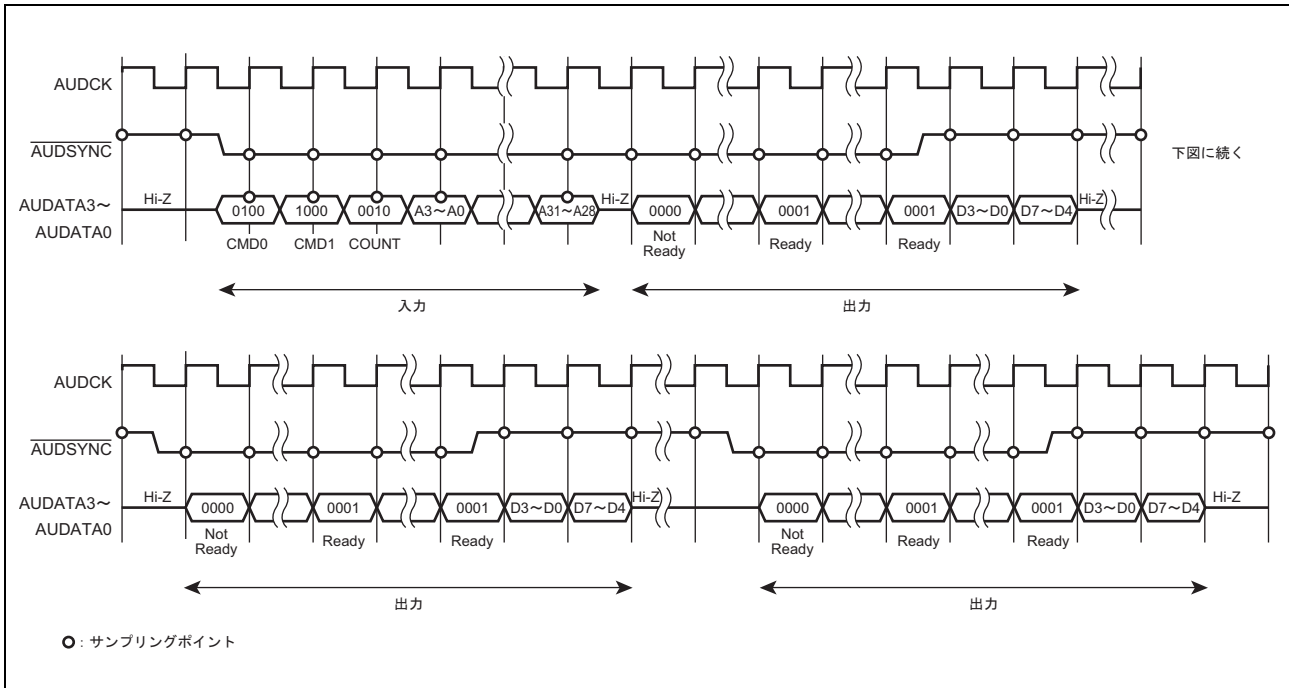 AUDCK
AUDSYNC
下図に続く
AUDATA3～
AUDATA0
Hi-Z 0100 1000 0010 A3～A0 A31～A28 Hi-Z 0000 0001 0001 D3～D0 D7～D4 Hi-Z
CMD0 CMD1 COUNT Not Ready Ready Ready
入力 出力
AUDCK
AUDSYNC
AUDATA3～
AUDATA0
Hi-Z 0000 0001 0001 D3～D0 D7～D4 Hi-Z 0000 0001 0001 D3～D0 D7～D4 Hi-Z
Not Ready Ready Ready Not Ready Ready Ready
出力 出力
：サンプリングポイント